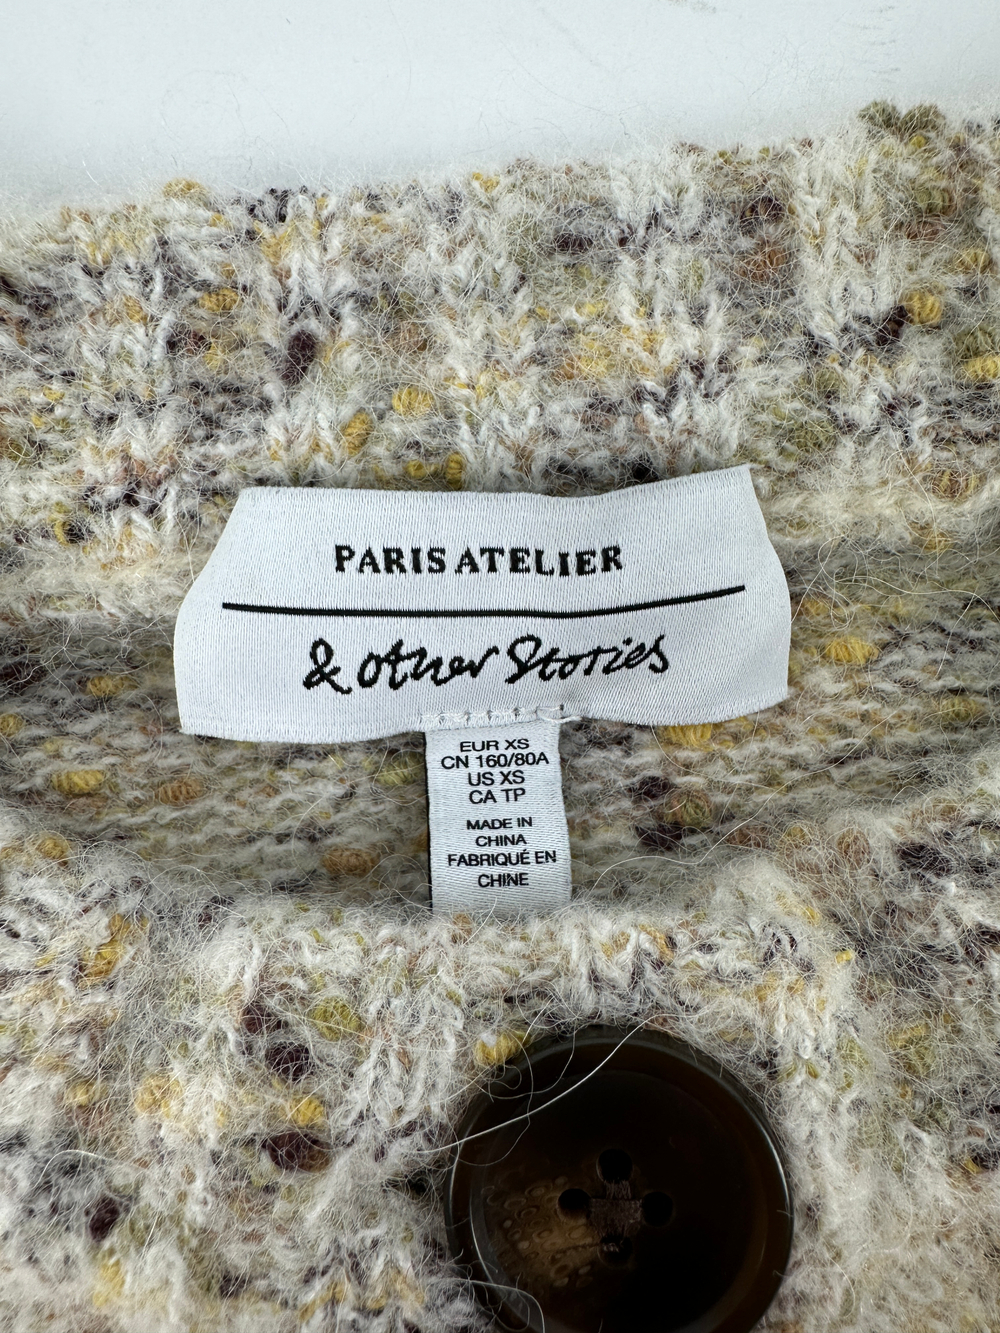 PARIS ATELIER
& other Stories
EUR XS
CN 160/80A
US XS
CA TP
MADE IN
CHINA
FABRIQUÉ EN
CHINE